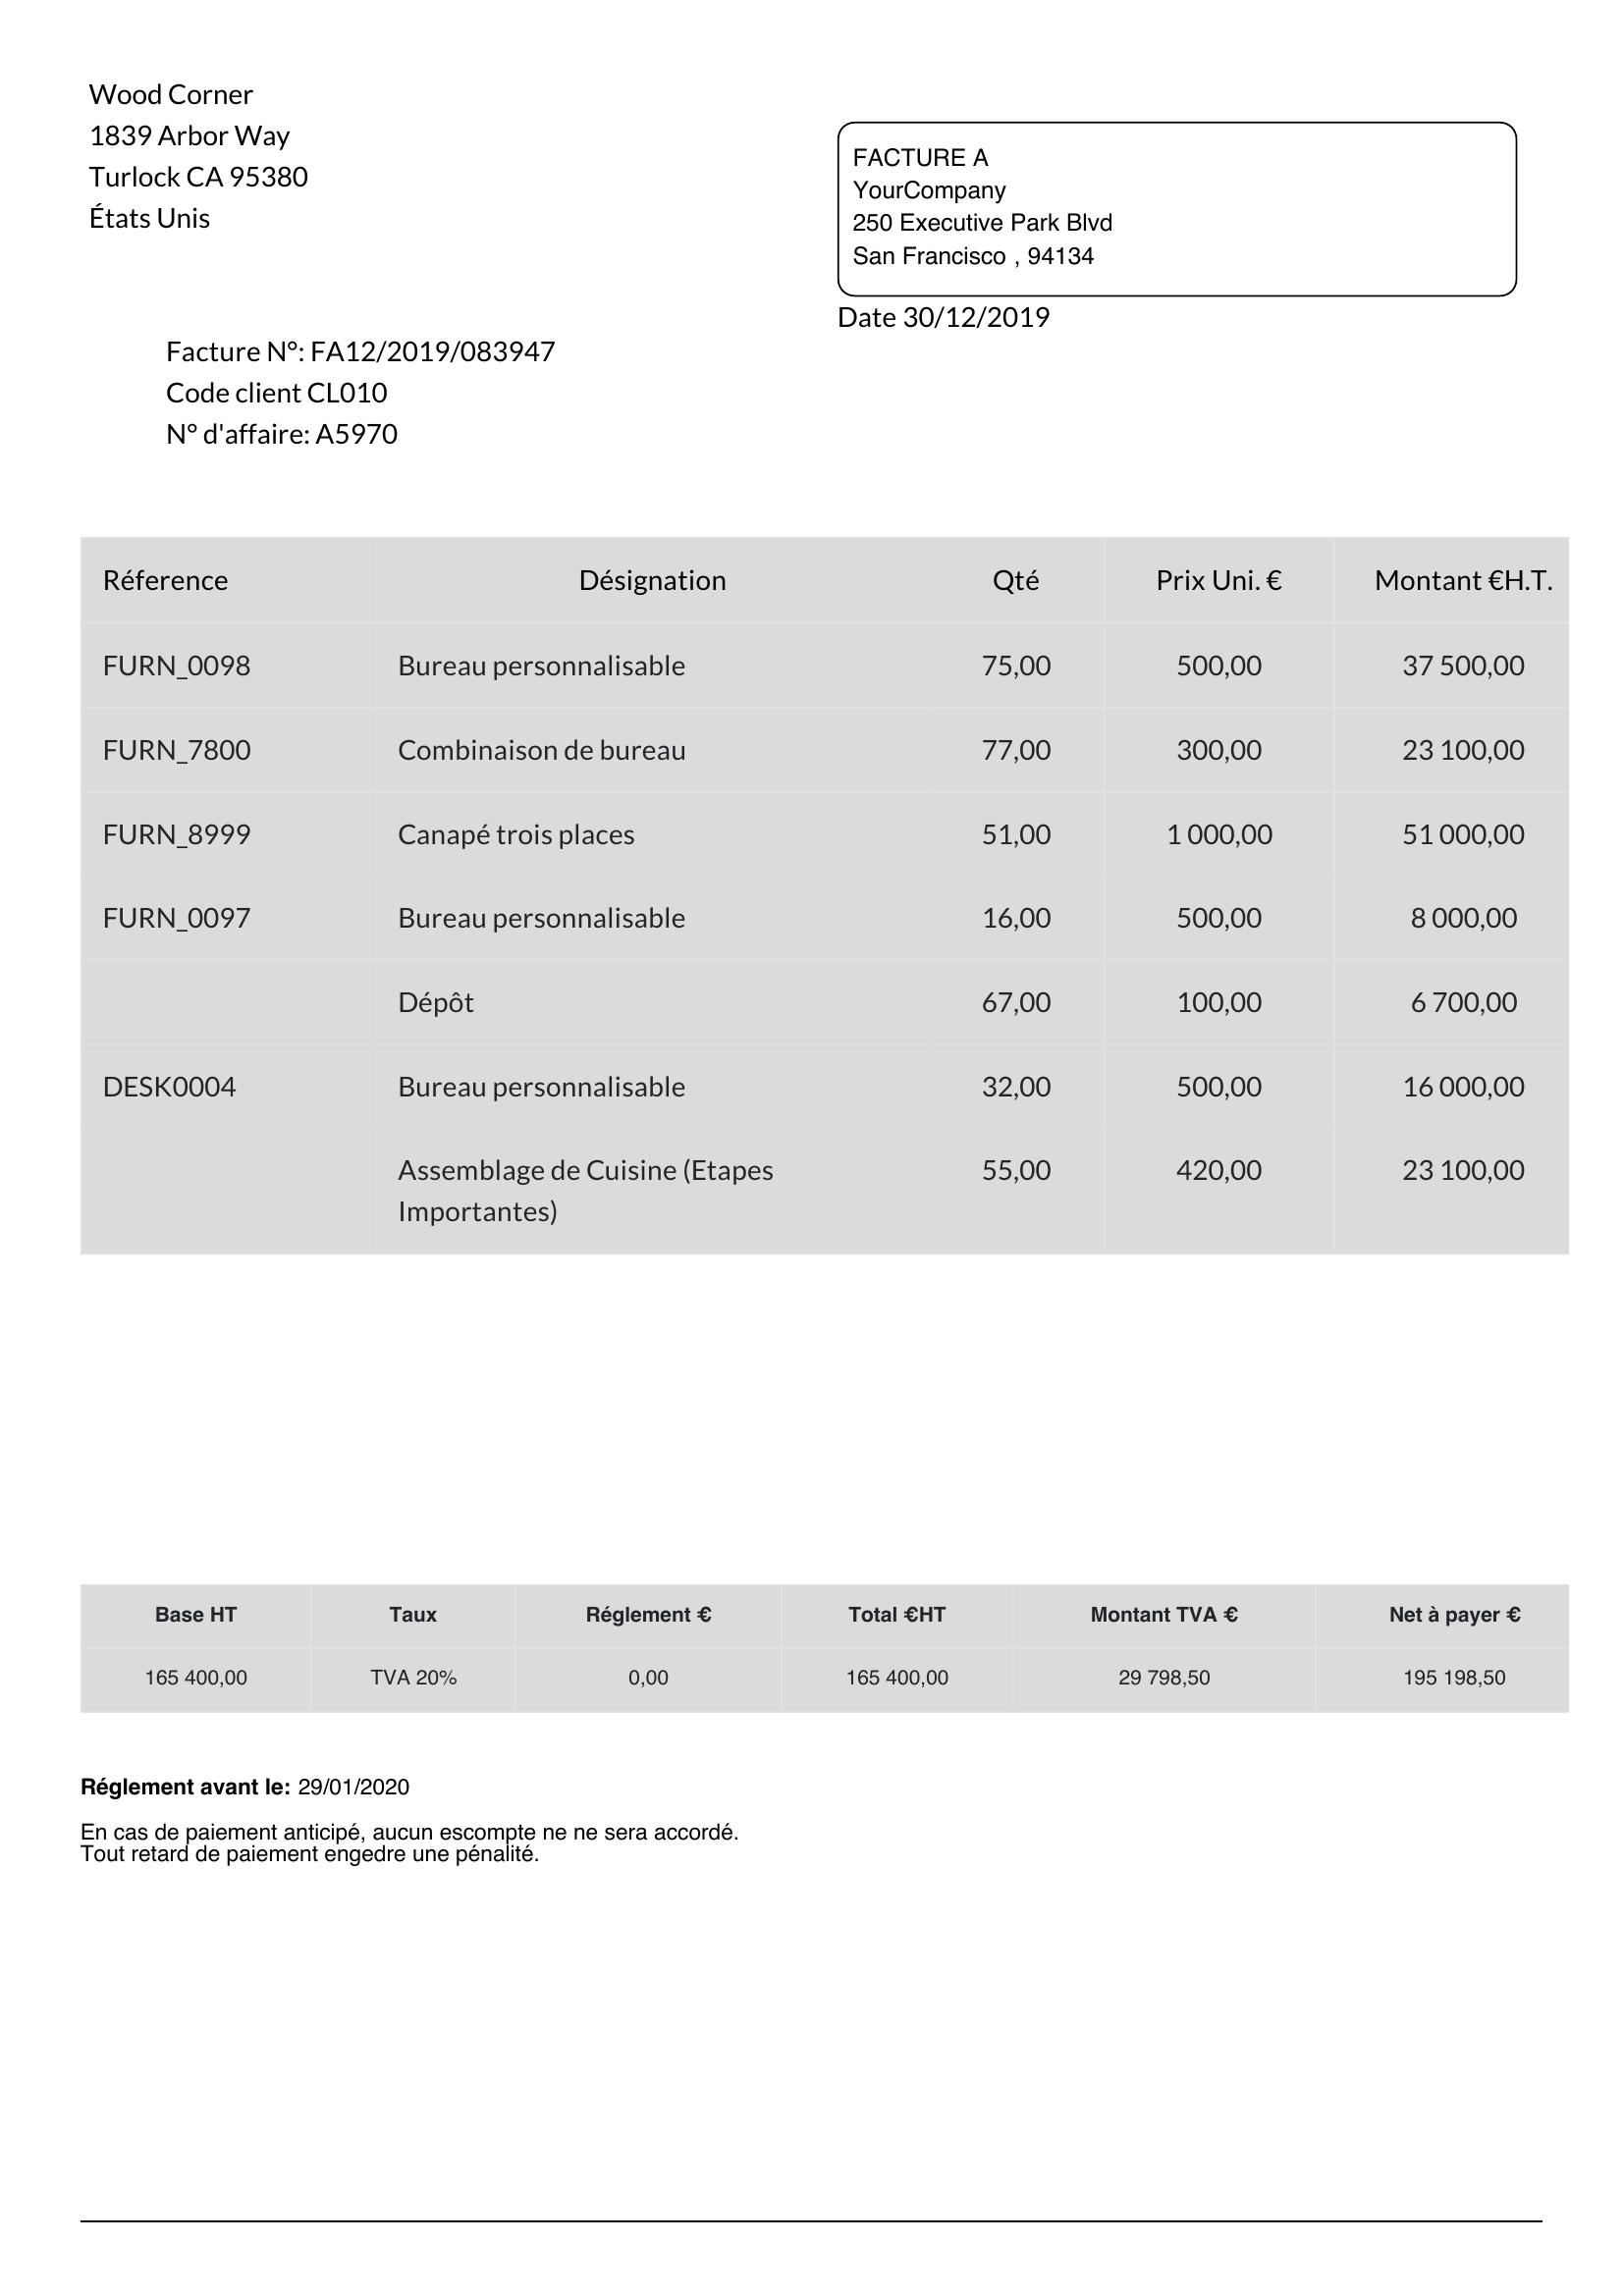 Wood Corner
1839 Arbor Way
Turlock CA 95380
États Unis
FACTURE A
YourCompany
250 Executive Park Blvd
San Francisco , 94134
Date 30/12/2019
Facture N°: FA12/2019/083947
Code client CL010
N° d'affaire: A5970
Réference Désignation Qté Prix Uni. € Montant €H.T.
FURN_0098 Bureau personnalisable 75,00 500,00 37 500,00
FURN_7800 Combinaison de bureau 77,00 300,00 23 100,00
FURN_8999 Canapé trois places 51,00 1 000,00 51 000,00
FURN_0097 Bureau personnalisable 16,00 500,00 8 000,00
Dépôt 67,00 100,00 6 700,00
DESK0004 Bureau personnalisable 32,00 500,00 16 000,00
Assemblage de Cuisine (Etapes 55,00 420,00 23 100,00
Importantes)
Base HT Taux Réglement € Total €HT Montant TVA € Net à payer €
165 400,00 TVA 20% 0,00 165 400,00 29 798,50 195 198,50
Réglement avant le: 29/01/2020
En cas de paiement anticipé, aucun escompte ne ne sera accordé.
Tout retard de paiement engedre une pénalité.